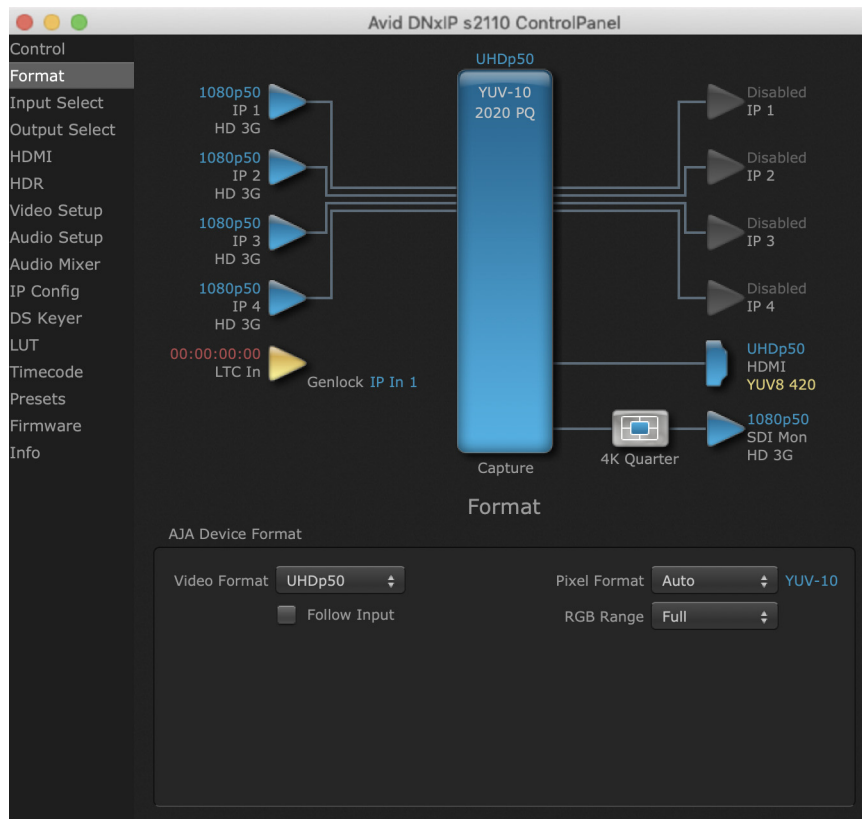 Avid DNxIP s2110 ControlPanel
Control
Format
Input Select
Output Select
HDMI
HDR
Video Setup
Audio Setup
Audio Mixer
IP Config
DS Keyer
LUT
Timecode
Presets
Firmware
Info
1080p50
IP 1
HD 3G
1080p50
IP 2
HD 3G
1080p50
IP 3
HD 3G
1080p50
IP 4
HD 3G
00:00:00:00
LTC In
Genlock IP In 1
UHDp50
YUV-10
2020 PQ
Capture
Disabled
IP 1
Disabled
IP 2
Disabled
IP 3
Disabled
IP 4
UHDp50
HDMI
YUV8 420
4K Quarter
1080p50
SDI Mon
HD 3G
Format
AJA Device Format
Video Format UHDp50
Follow Input
Pixel Format Auto YUV-10
RGB Range Full